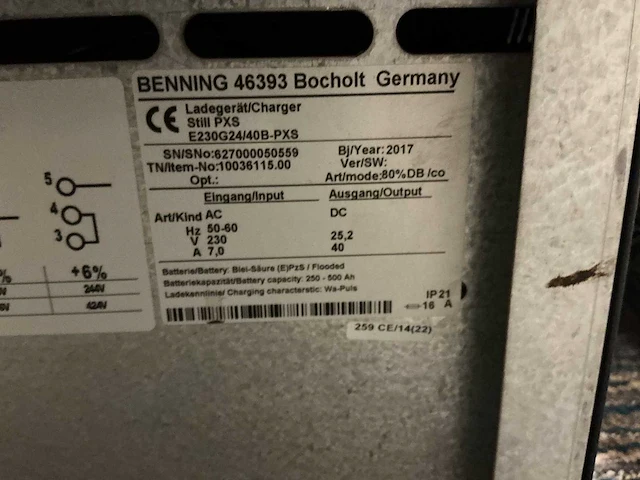 BENNING 46393 Bocholt Germany
CE Ladegerät/Charger
Still PXS
E230G24/40B-PXS
SN/SNo:627000050559 Bj/Year: 2017
TN/Item-No:10036115.00 Ver/SW:
Opt.: Art/mode:80%DB /co
Eingang/Input Ausgang/Output
Art/Kind AC DC
Hz 50-60
V 230 25,2
A 7,0 40
Batterie/Battery: Blei-Säure (E)PzS / Flooded
Batteriekapazität/Battery capacity: 250 - 500 Ah
Ladekennlinie/ Charging characterstic: Wa-Puls
IP 21
16 A
259 CE/14(22)
5
4
3
% +6%
244V
424V